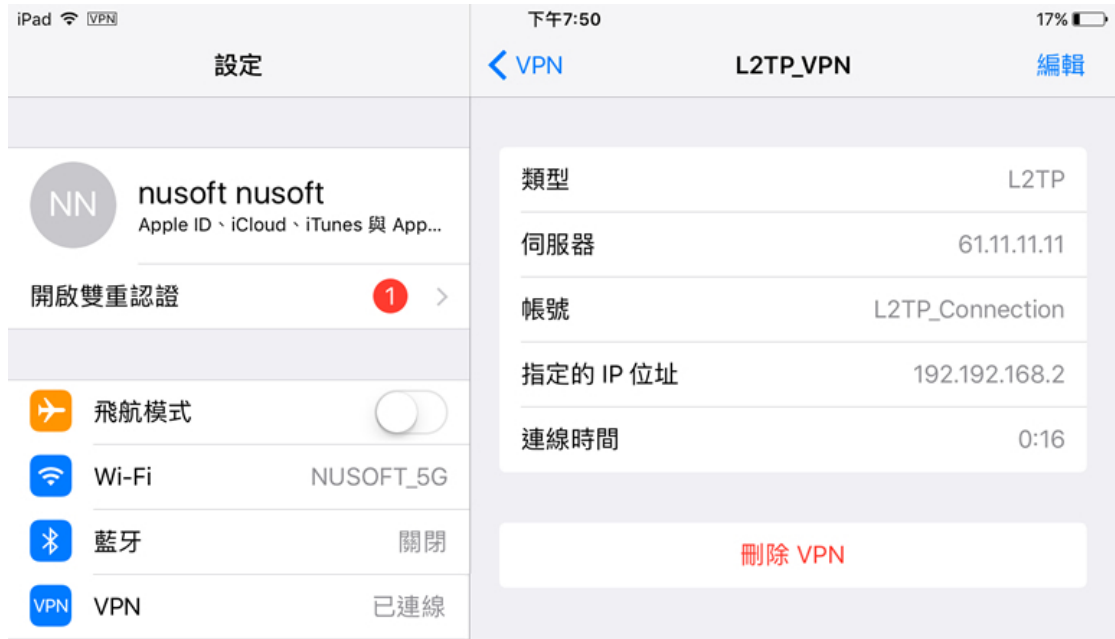 iPad VPN 下午7:50 17%
設定
VPN L2TP_VPN 編輯
NN
nusoft nusoft
Apple ID、iCloud、iTunes 與 App...
開啟雙重認證 1
飛航模式
Wi-Fi NUSOFT_5G
藍牙 關閉
VPN VPN 已連線
類型 L2TP
伺服器 61.11.11.11
帳號 L2TP_Connection
指定的 IP 位址 192.192.168.2
連線時間 0:16
刪除 VPN